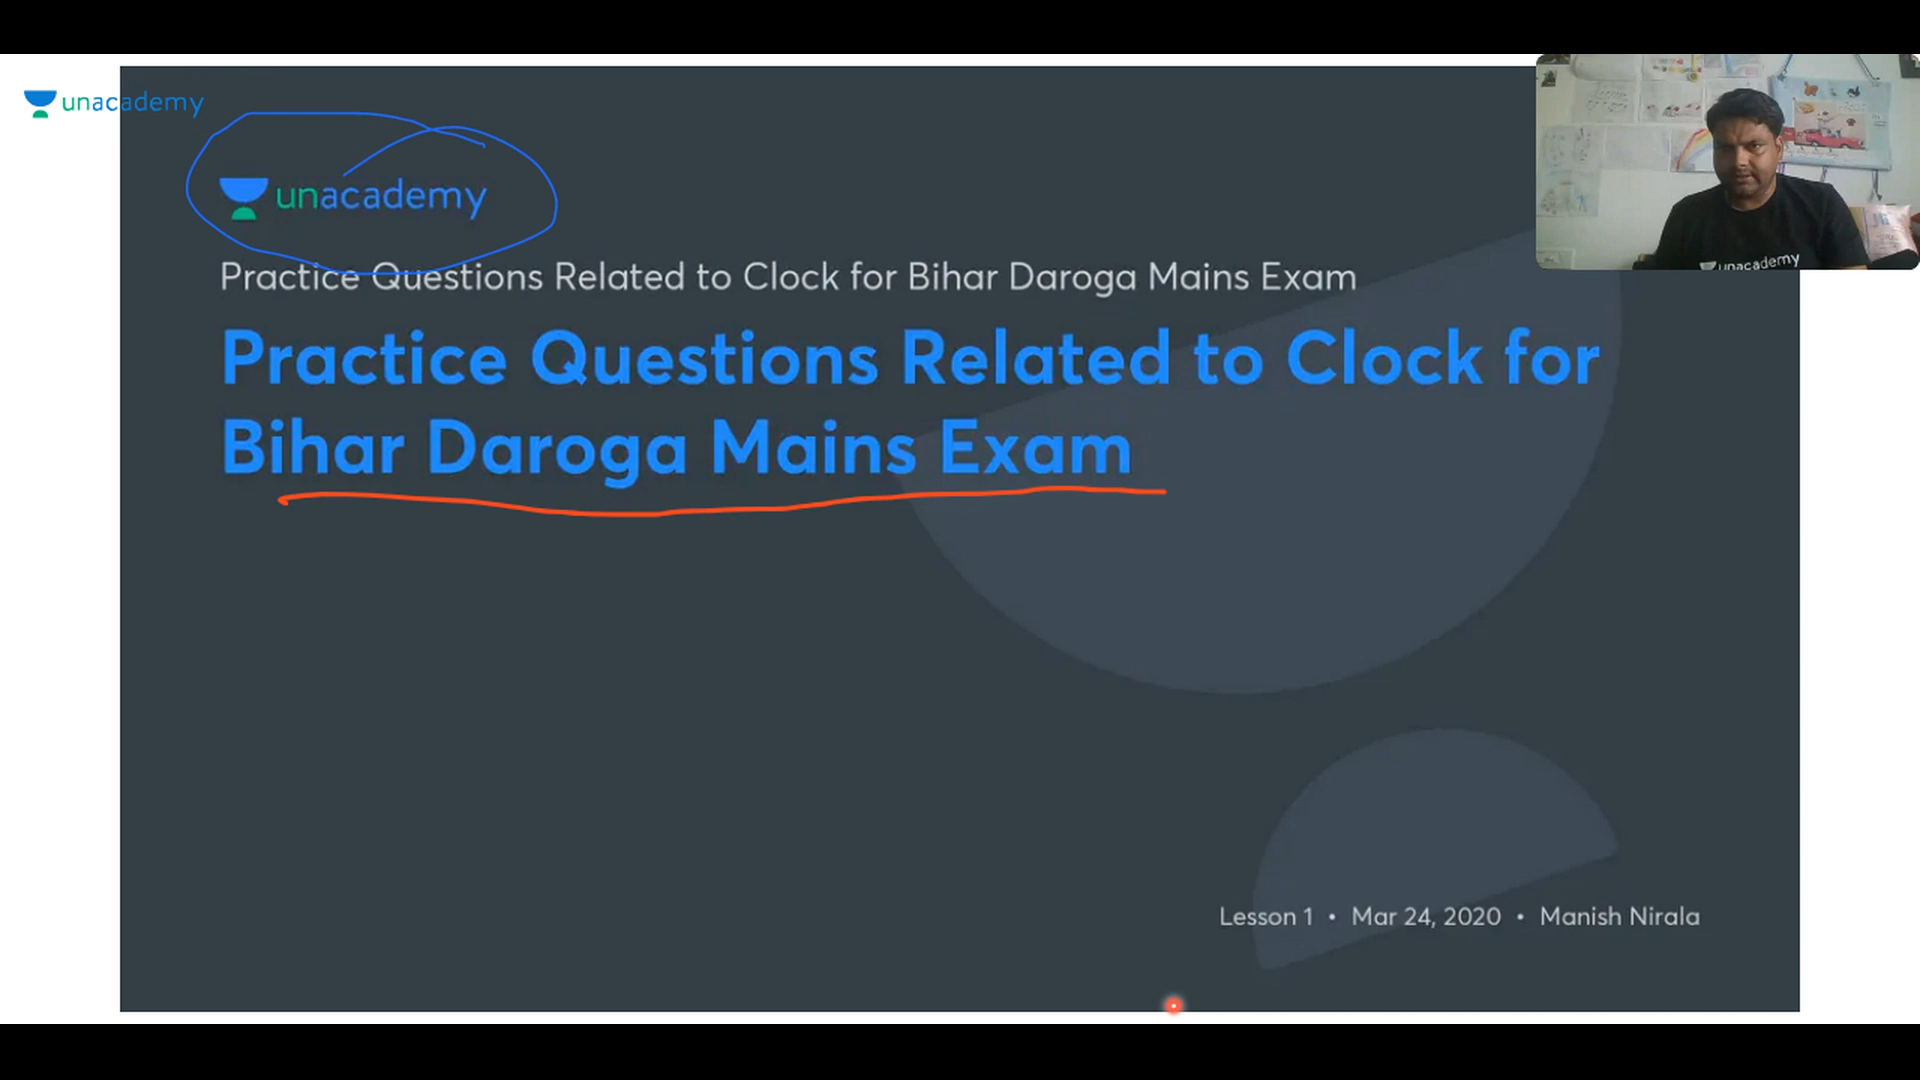 unacademy
unacademy
Practice Questions Related to Clock for Bihar Daroga Mains Exam
Practice Questions Related to Clock for
Bihar Daroga Mains Exam
unacademy
Lesson 1 • Mar 24, 2020 • Manish Nirala